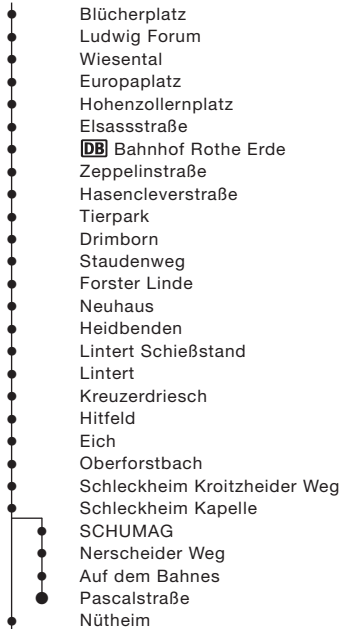 Blücherplatz
Ludwig Forum
Wiesental
Europaplatz
Hohenzollernplatz
Elsassstraße
DB Bahnhof Rothe Erde
Zeppelinstraße
Hasencleverstraße
Tierpark
Drimborn
Staudenweg
Forster Linde
Neuhaus
Heidbenden
Lintert Schießstand
Lintert
Kreuzerdriesch
Hitfeld
Eich
Oberforstbach
Schleckheim Kroitzheider Weg
Schleckheim Kapelle
SCHUMAG
Nerscheider Weg
Auf dem Bahnes
Pascalstraße
Nütheim